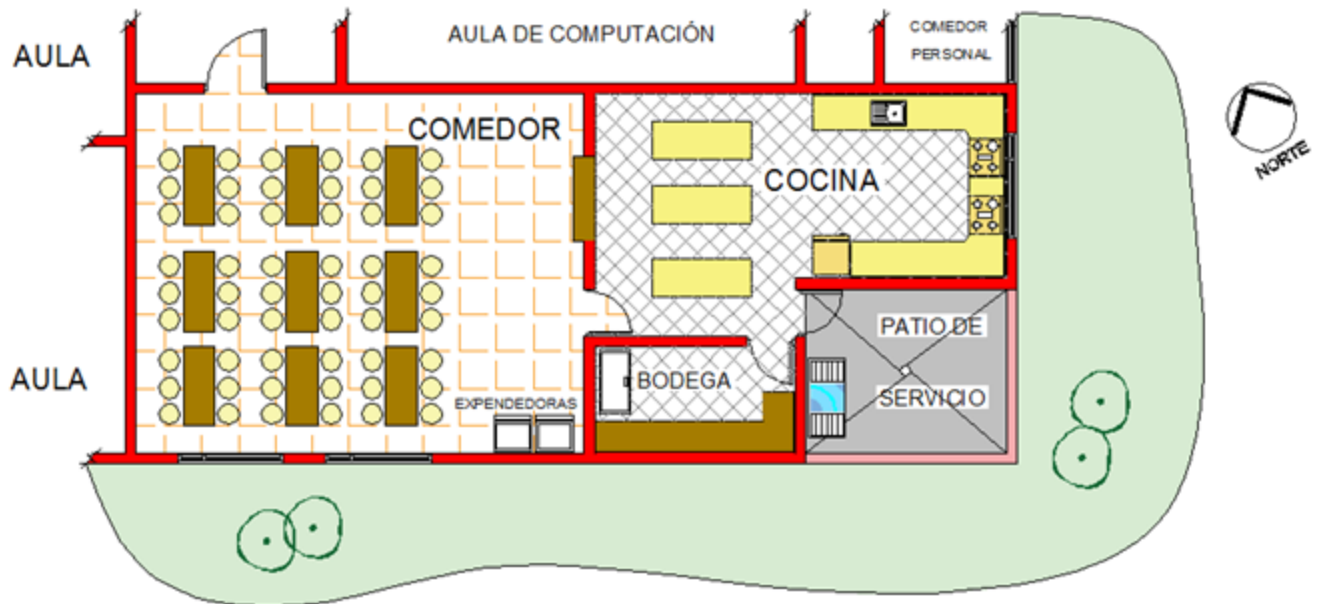 COMEDOR
PERSONAL
AULA DE COMPUTACIÓN
AULA
NORTE
COMEDOR
COCINA
PATIO DE
SERVICIO
AULA
BODEGA
EXPENDEDORAS